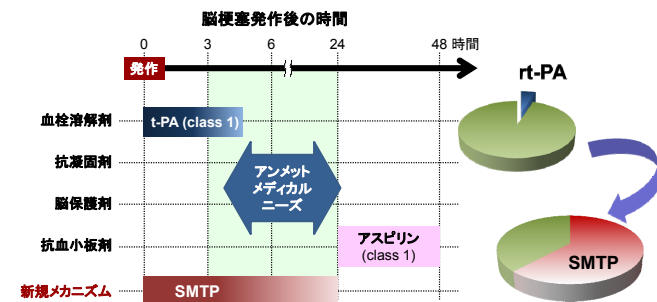 脳梗塞発作後の時間
0 3 6 24 48 時間
発作
rt-PA
血栓溶解剤
t-PA (class 1)
抗凝固剤
アンメット
メディカル
ニーズ
脳保護剤
抗血小板剤
アスピリン
(class 1)
SMTP
新規メカニズム
SMTP